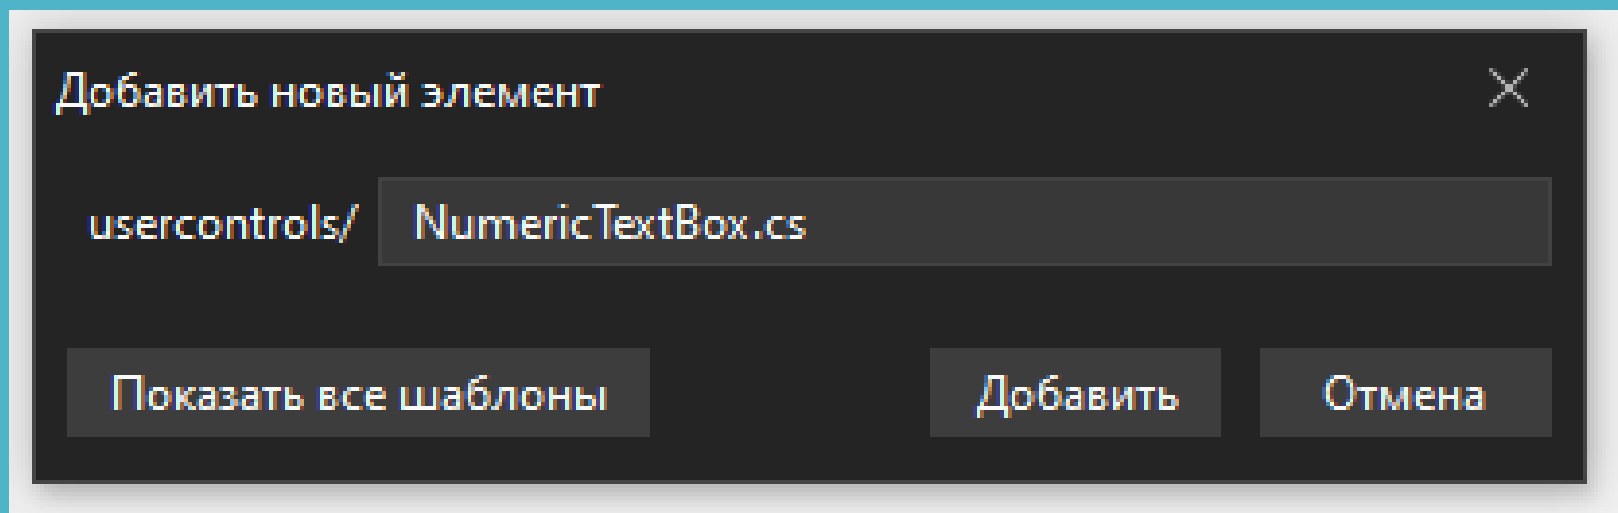 Добавить новый элемент
usercontrols/ NumericTextBox.cs
Показать все шаблоны Добавить Отмена